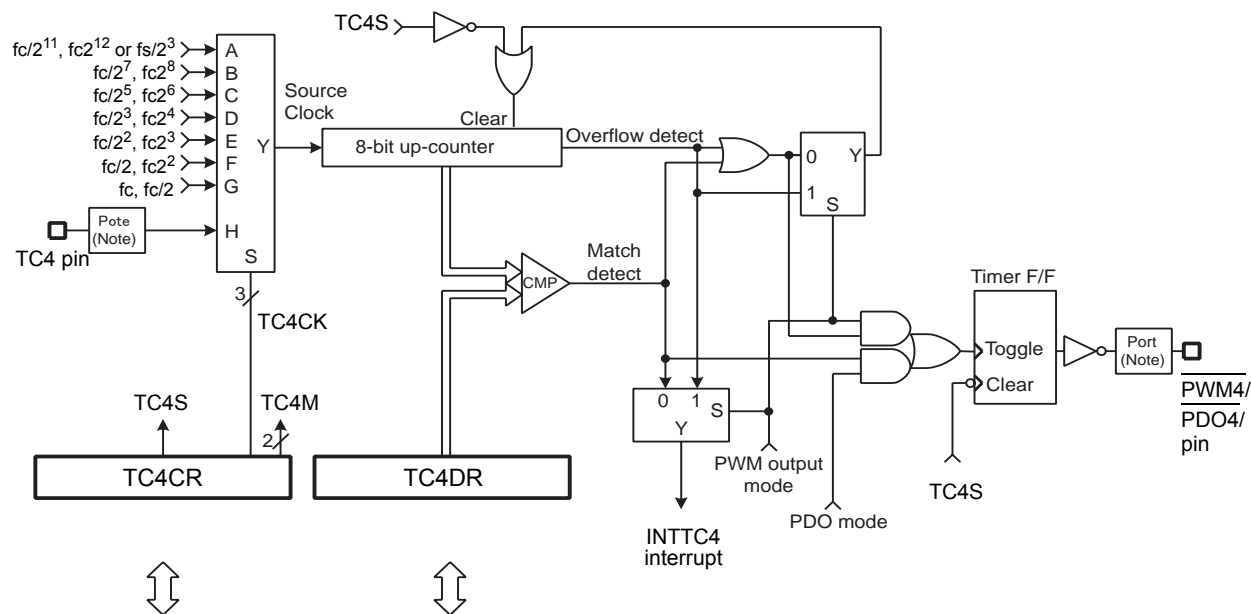 TC4S
fc/2¹¹, fc2¹² or fs/2³
A
fc/2⁷, fc2⁸
B
fc/2⁵, fc2⁶
C
fc/2³, fc2⁴
D
fc/2², fc2³
E
fc/2, fc2²
F
fc, fc/2
G
H
Y
S
Pote
(Note)
TC4 pin
Source
Clock
Clear
8-bit up-counter
Overflow detect
0
1
Y
S
CMP
Match
detect
3
TC4CK
Timer F/F
Toggle
Clear
Port
(Note)
PWM4/
PDO4/
pin
0 1
S
Y
TC4S
TC4M
2
TC4CR
TC4DR
PWM output
mode
PDO mode
TC4S
INTTC4
interrupt